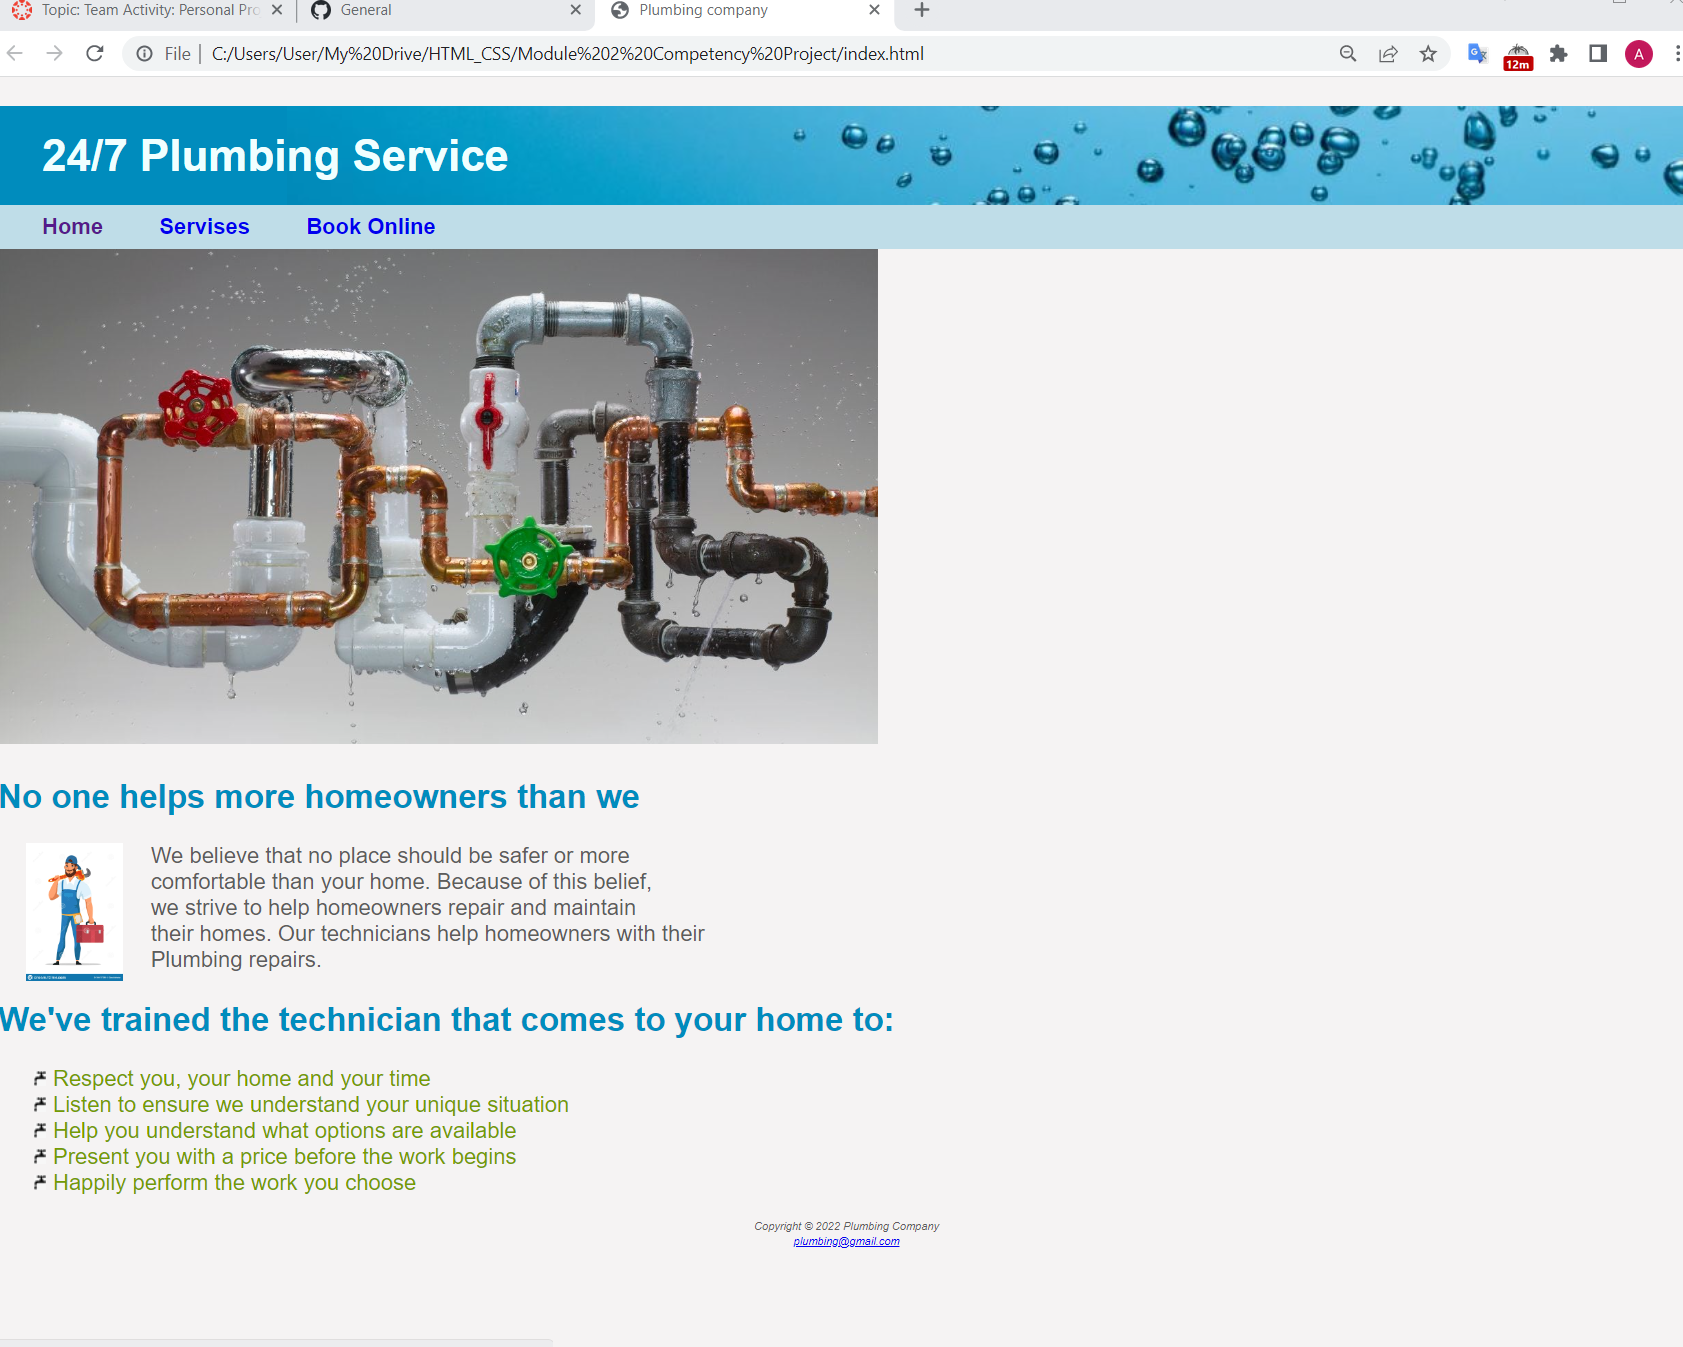 Topic: Team Activity: Personal Pro
General
Plumbing company
File | C:/Users/User/My%20Drive/HTML_CSS/Module%202%20Competency%20Project/index.html
12m
A
24/7 Plumbing Service
Home Servises Book Online
No one helps more homeowners than we
We believe that no place should be safer or more
comfortable than your home. Because of this belief,
we strive to help homeowners repair and maintain
their homes. Our technicians help homeowners with their
Plumbing repairs.
We've trained the technician that comes to your home to:
Respect you, your home and your time
Listen to ensure we understand your unique situation
Help you understand what options are available
Present you with a price before the work begins
Happily perform the work you choose
Copyright © 2022 Plumbing Company
plumbing@gmail.com